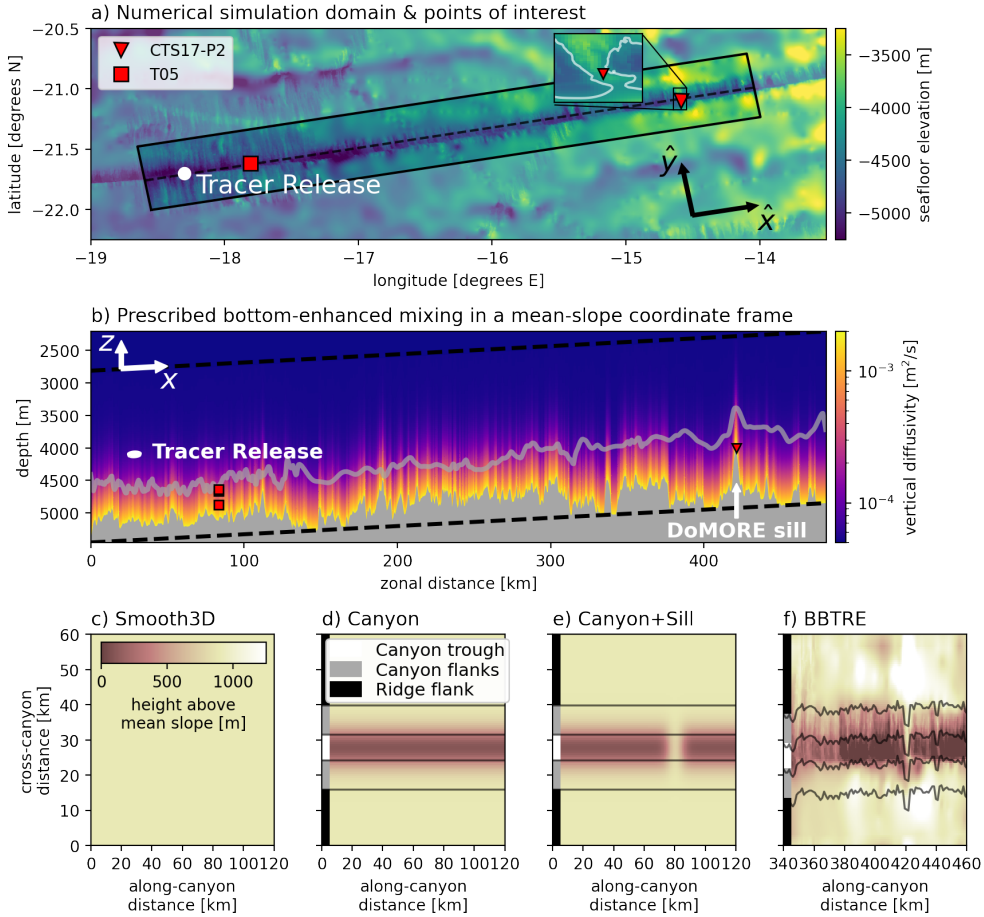 a) Numerical simulation domain & points of interest
−20.5
−21.0
−21.5
−22.0
latitude [degrees N]
CTS17-P2
T05
Tracer Release
ŷ
x̂
−19
−18
−17
−16
−15
−14
longitude [degrees E]
−3500
−4000
−4500
−5000
seafloor elevation [m]
b) Prescribed bottom-enhanced mixing in a mean-slope coordinate frame
2500
3000
3500
4000
4500
5000
depth [m]
z
x
Tracer Release
DoMORE sill
0
100
200
300
400
zonal distance [km]
10⁻³
10⁻⁴
vertical diffusivity [m²/s]
c) Smooth3D
60
50
40
30
20
10
0
cross-canyon
distance [km]
0
1000
height above
mean slope [m]
0 20 40 60 80 100 120
along-canyon
distance [km]
d) Canyon
Canyon trough
Canyon flanks
Ridge flank
0 20 40 60 80 100 120
along-canyon
distance [km]
e) Canyon+Sill
0 20 40 60 80 100 120
along-canyon
distance [km]
f) BBTRE
340 360 380 400 420 440 460
along-canyon
distance [km]